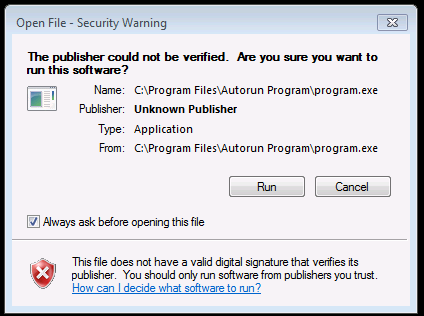 Open File - Security Warning
The publisher could not be verified.  Are you sure you want to
run this software?
Name: C:\Program Files\Autorun Program\program.exe
Publisher: Unknown Publisher
Type: Application
From: C:\Program Files\Autorun Program\program.exe
Run Cancel
Always ask before opening this file
This file does not have a valid digital signature that verifies its
publisher.  You should only run software from publishers you trust.
How can I decide what software to run?